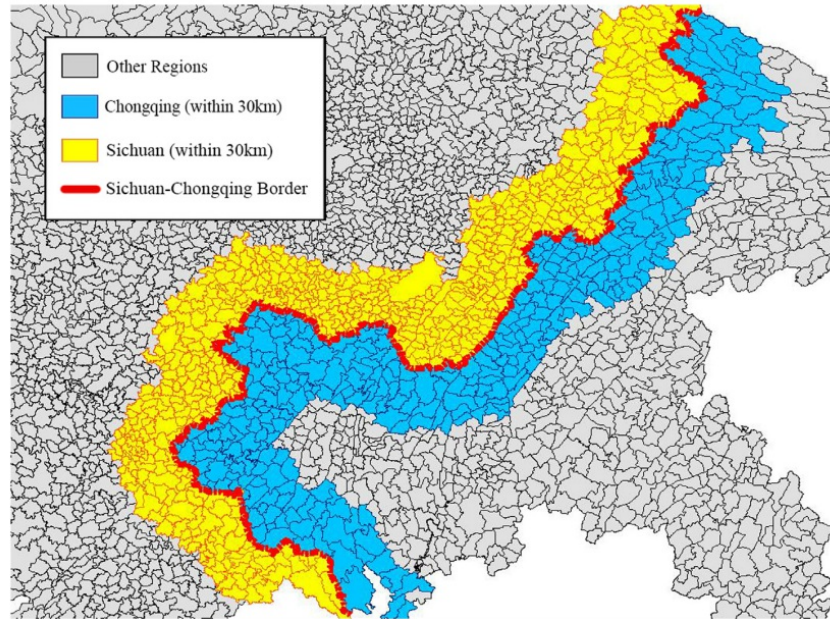 Other Regions
Chongqing (within 30km)
Sichuan (within 30km)
Sichuan-Chongqing Border